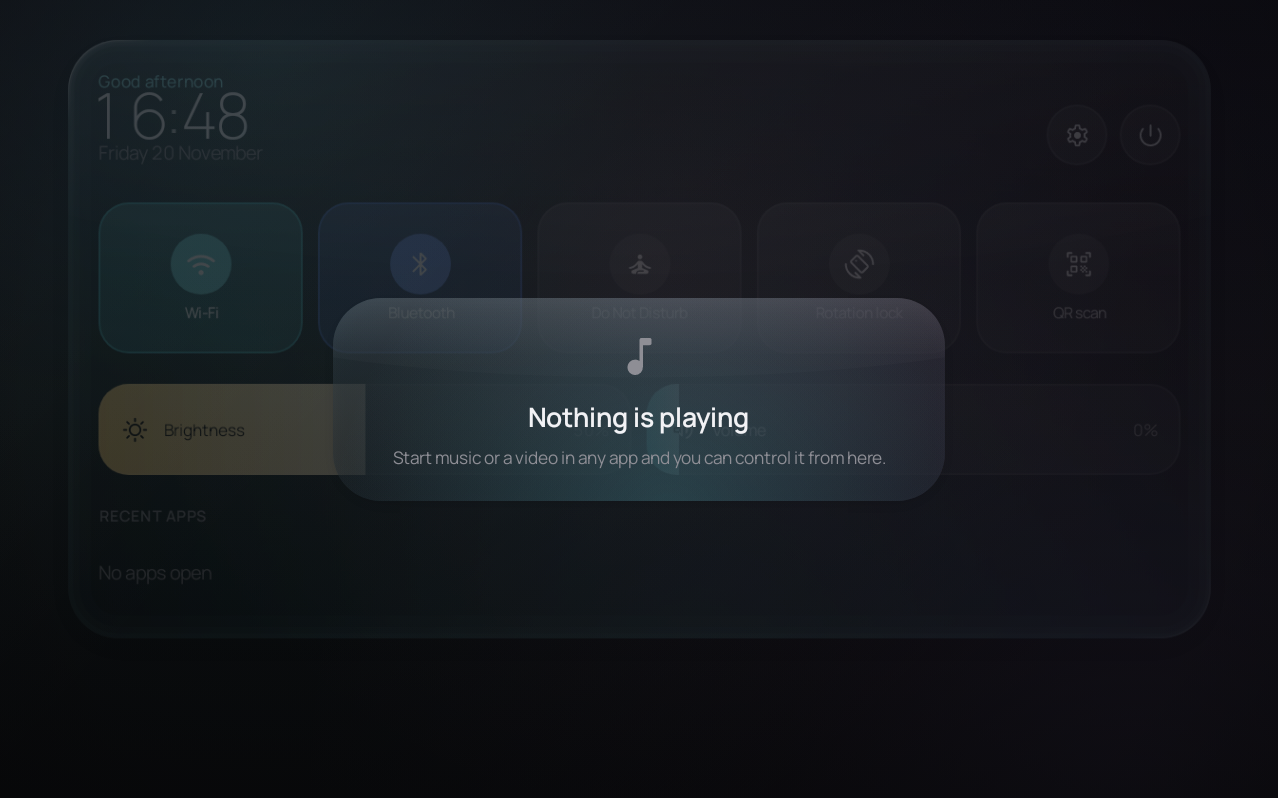 Good afternoon
16:48
Friday 20 November
Wi-Fi
Bluetooth
Do Not Disturb
Rotation lock
QR scan
Nothing is playing
Start music or a video in any app and you can control it from here.
Brightness
0%
RECENT APPS
No apps open